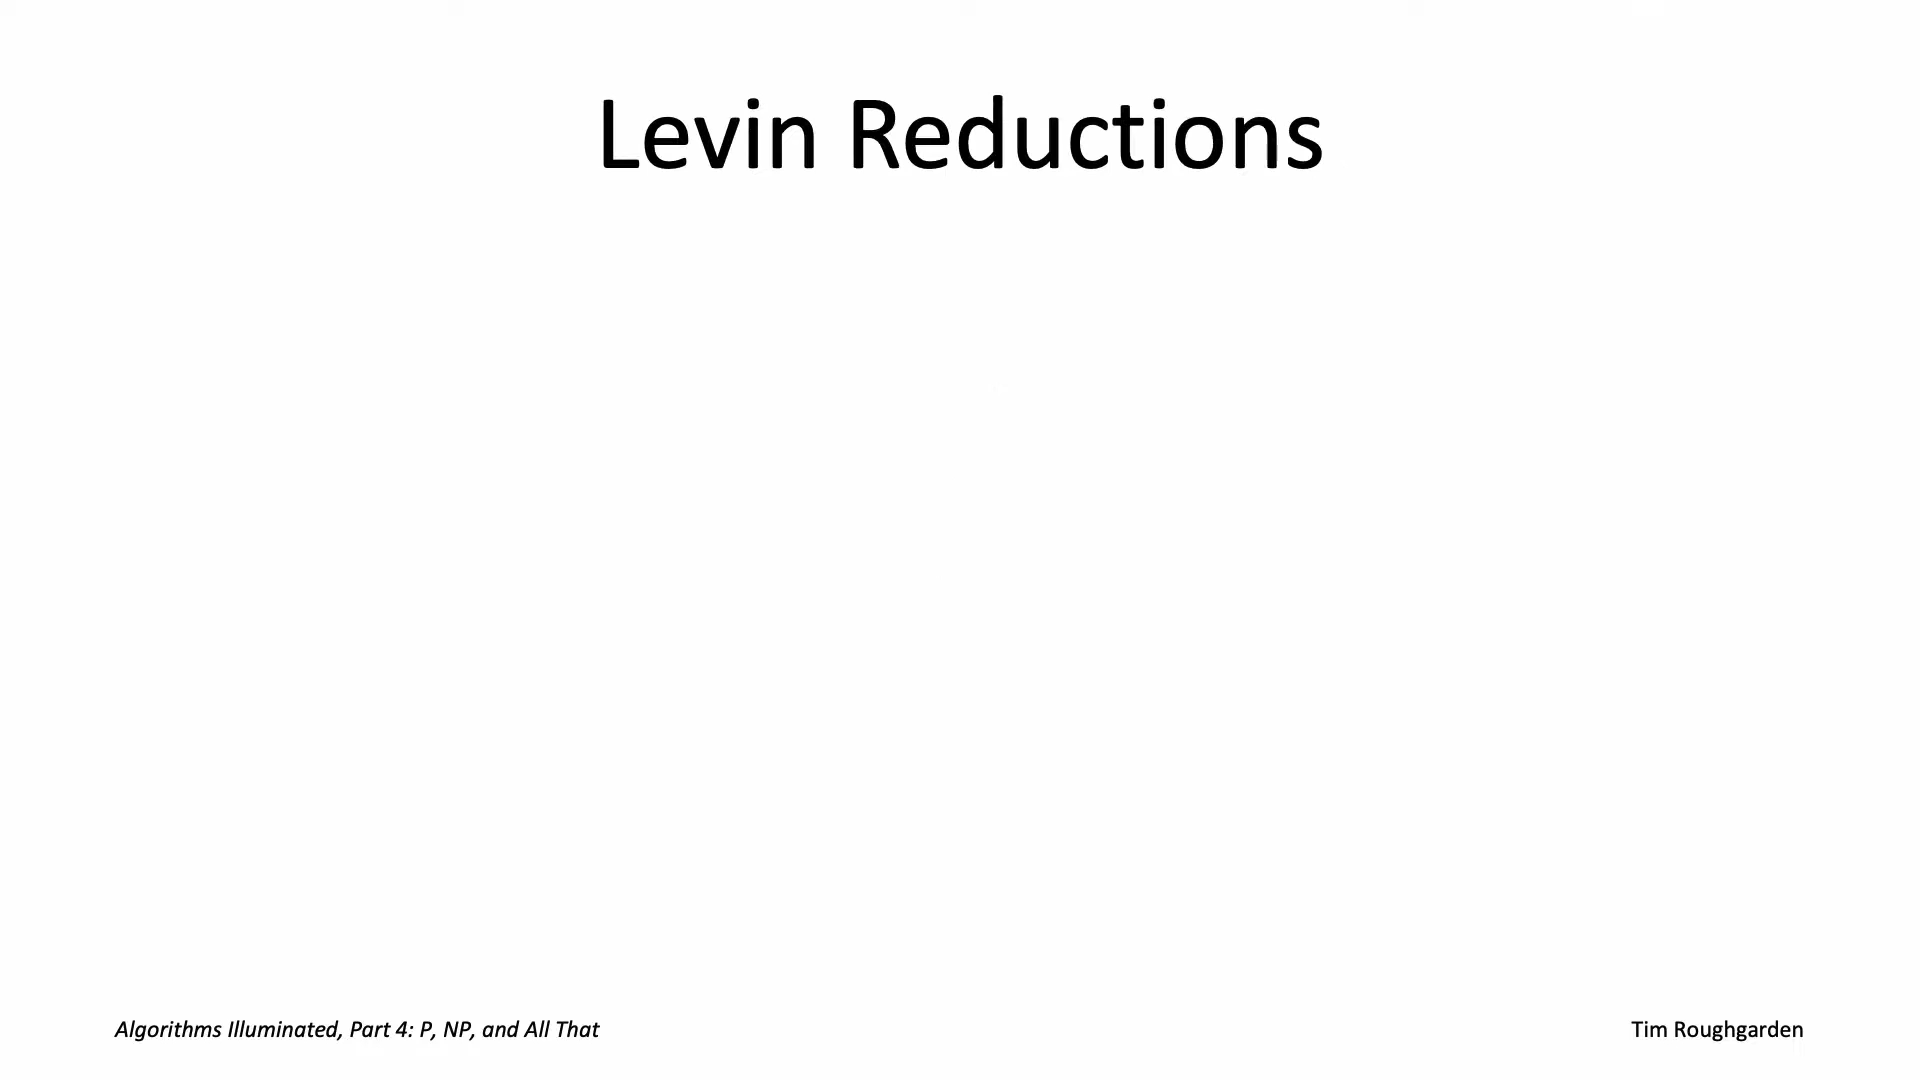 Levin Reductions
Algorithms Illuminated, Part 4: P, NP, and All That
Tim Roughgarden